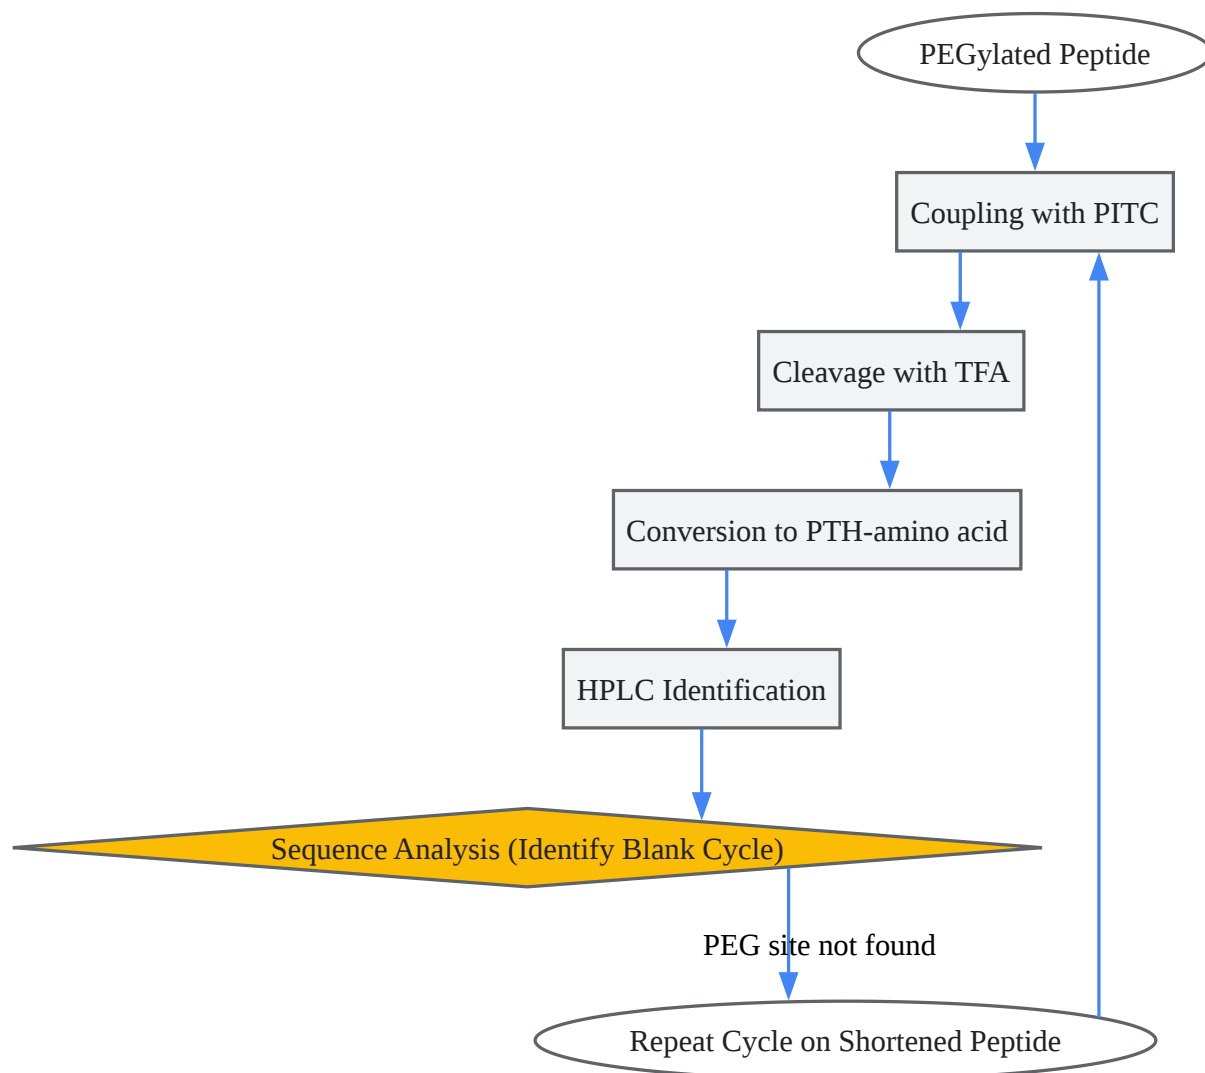 PEGylated Peptide
Coupling with PITC
Cleavage with TFA
Conversion to PTH-amino acid
HPLC Identification
Sequence Analysis (Identify Blank Cycle)
PEG site not found
Repeat Cycle on Shortened Peptide